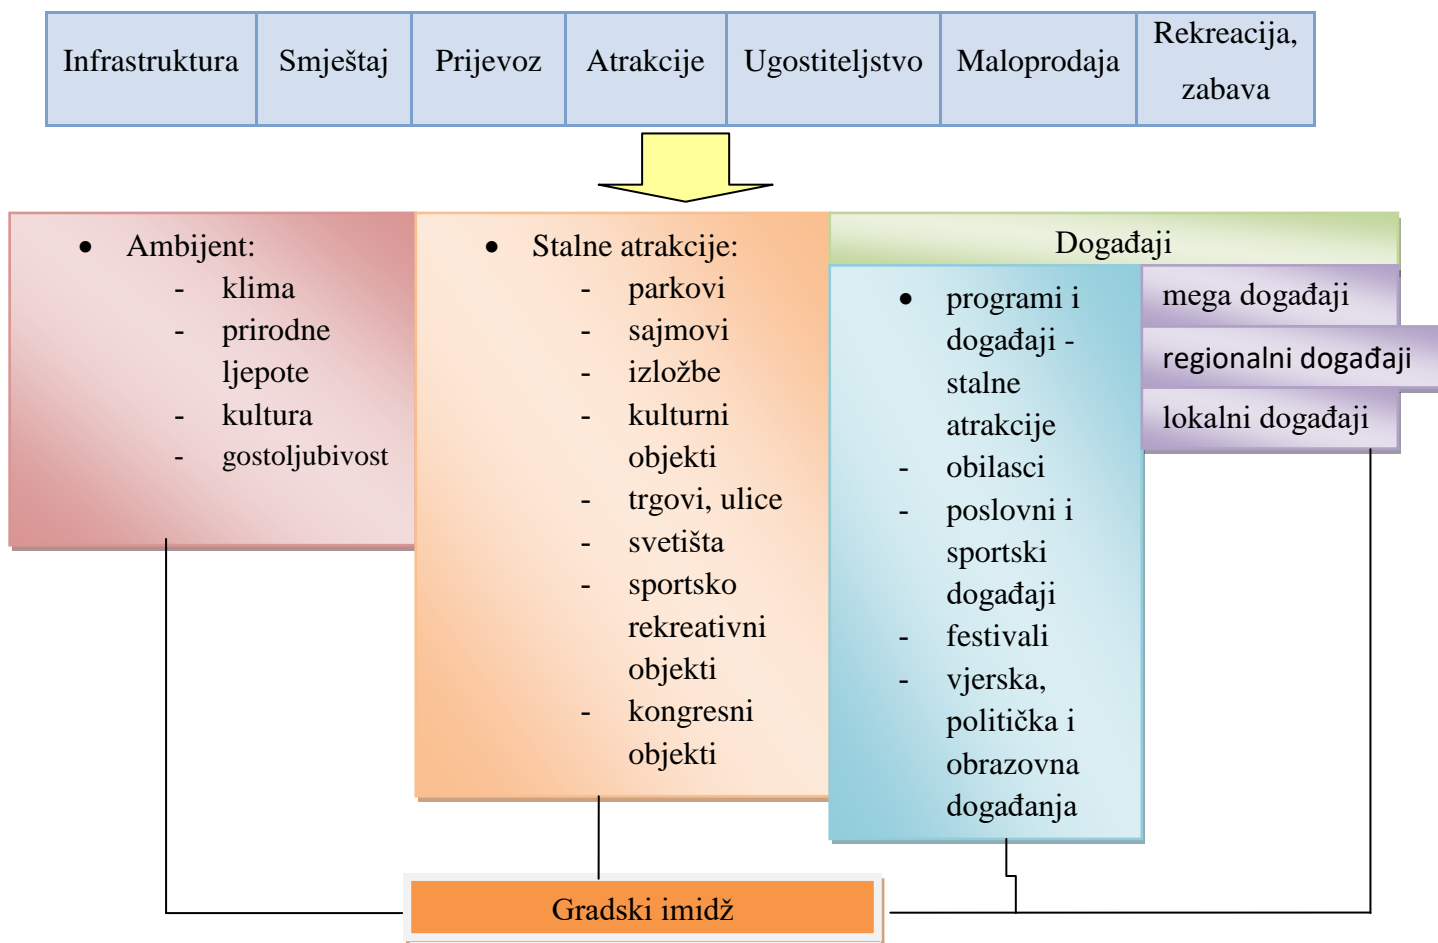 Infrastruktura
Smještaj
Prijevoz
Atrakcije
Ugostiteljstvo
Maloprodaja
Rekreacija,
zabava
• Ambijent:
- klima
- prirodne
ljepote
- kultura
- gostoljubivost
• Stalne atrakcije:
- parkovi
- sajmovi
- izložbe
- kulturni
objekti
- trgovi, ulice
- svetišta
- sportsko
rekreativni
objekti
- kongresni
objekti
Događaji
• programi i
događaji -
stalne
atrakcije
- obilasci
- poslovni i
sportski
događaji
- festivali
- vjerska,
politička i
obrazovna
događanja
mega događaji
regionalni događaji
lokalni događaji
Gradski imidž